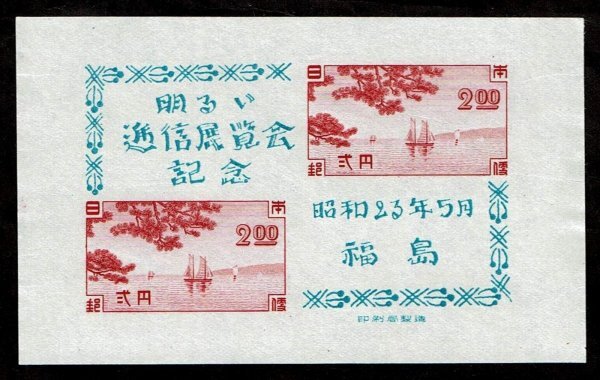 明るい
逓信展覧会
記念
日本
2.00
弐円
郵便
昭和23年5月
福島
日本
2.00
弐円
郵便
印刷局製造